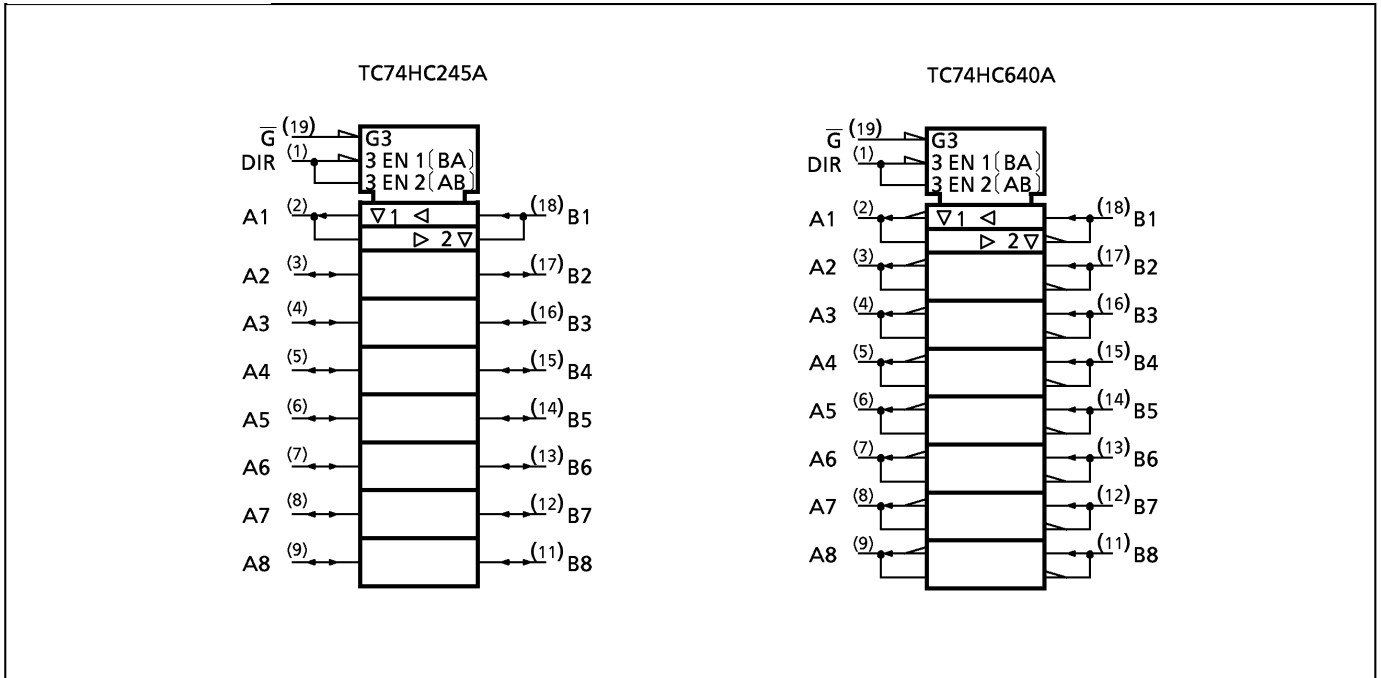 TC74HC245A
G̅ (19) G3
DIR (1) 3 EN 1 [BA]
3 EN 2 [AB]
A1 (2) ▽ 1 ◁ (18) B1
▷ 2 ▽
A2 (3) (17) B2
A3 (4) (16) B3
A4 (5) (15) B4
A5 (6) (14) B5
A6 (7) (13) B6
A7 (8) (12) B7
A8 (9) (11) B8
TC74HC640A
G̅ (19) G3
DIR (1) 3 EN 1 [BA]
3 EN 2 [AB]
A1 (2) ▽ 1 ◁ (18) B1
▷ 2 ▽
A2 (3) (17) B2
A3 (4) (16) B3
A4 (5) (15) B4
A5 (6) (14) B5
A6 (7) (13) B6
A7 (8) (12) B7
A8 (9) (11) B8